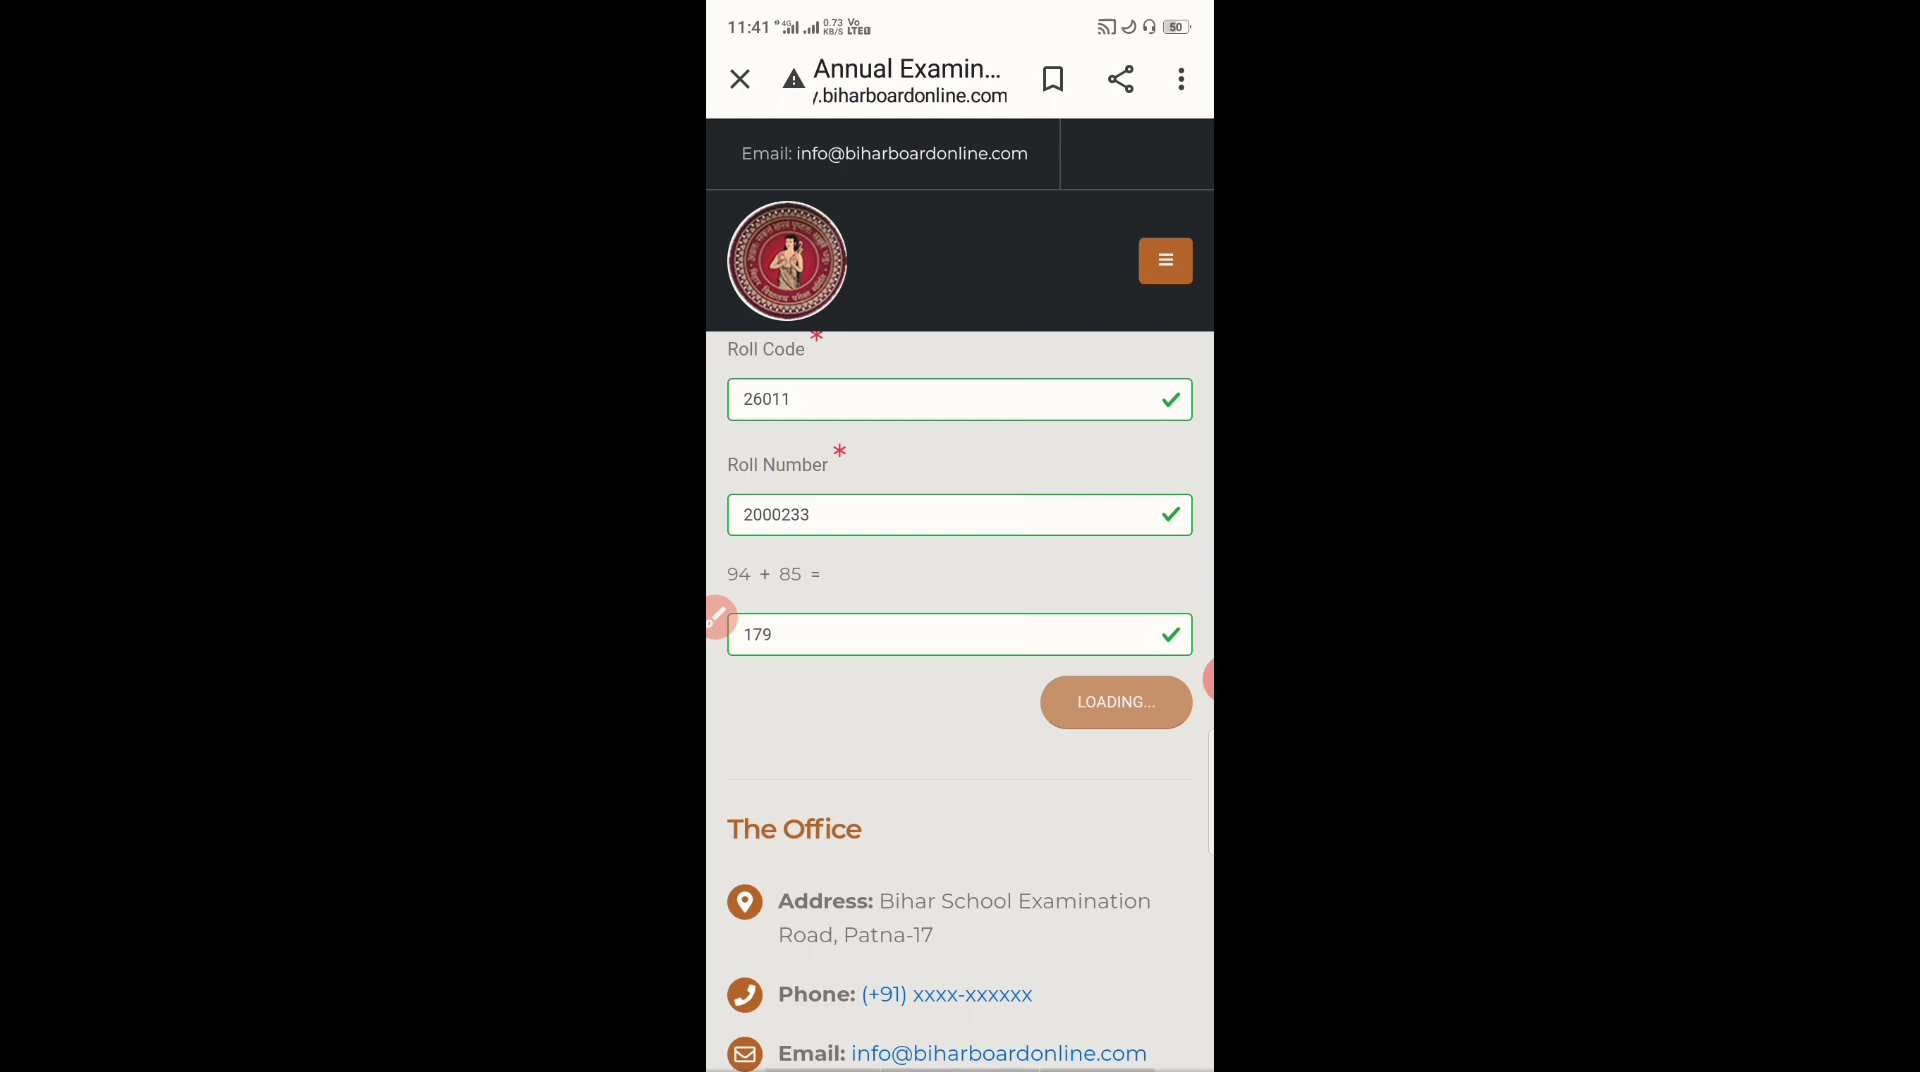 11:41 4G 0.73 KB/S Vo LTE 50
Annual Examin...
y.biharboardonline.com
Email: info@biharboardonline.com
Roll Code *
26011
Roll Number *
2000233
94 + 85 =
179
LOADING...
The Office
Address: Bihar School Examination
Road, Patna-17
Phone: (+91) xxxx-xxxxxx
Email: info@biharboardonline.com